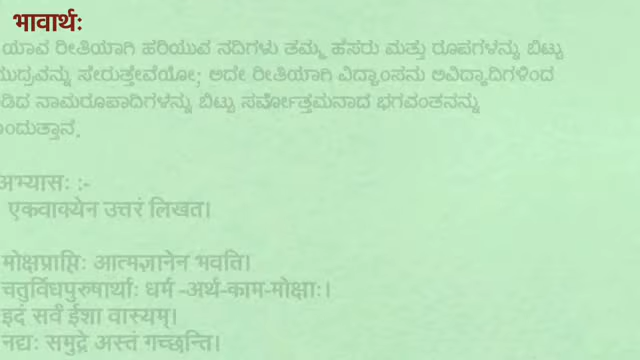 भावार्थः
ಯಾವ ರೀತಿಯಾಗಿ ಹರಿಯುವ ನದಿಗಳು ತಮ್ಮ ಹೆಸರು ಮತ್ತು ರೂಪಗಳನ್ನು ಬಿಟ್ಟು
ಮುದ್ರವನ್ನು ಸೇರುತ್ತೇವೆಯೋ; ಅದೇ ರೀತಿಯಾಗಿ ವಿದ್ವಾಂಸನು ಅವಿದ್ಯಾದಿಗಳಿಂದ
ಡಿದ ನಾಮರೂಪಾದಿಗಳನ್ನು ಬಿಟ್ಟು ಸರ್ವೋತ್ತಮನಾದ ಭಗವಂತನನ್ನು
ಂದುತ್ತಾನೆ.
अभ्यासः :-
एकवाक्येन उत्तरं लिखत।
मोक्षप्राप्तिः आत्मज्ञानेन भवति।
चतुर्विधपुरुषार्थाः धर्म -अर्थ-काम-मोक्षाः।
इदं सर्वं ईशा वास्यम्।
नद्यः समुद्रे अस्तं गच्छन्ति।